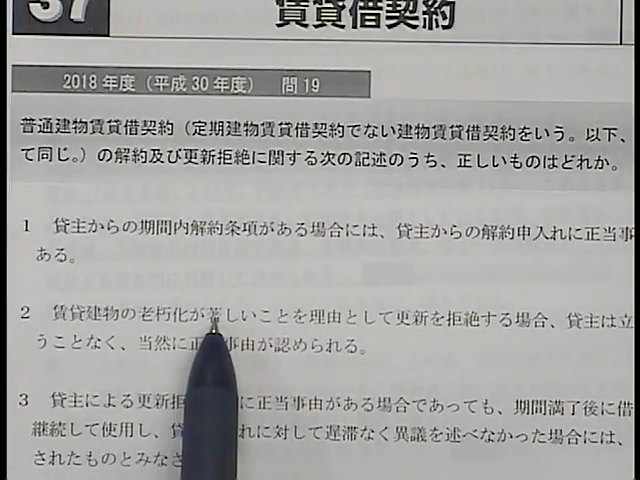 37 賃貸借契約
2018年度（平成30年度） 問19
普通建物賃貸借契約（定期建物賃貸借契約でない建物賃貸借契約をいう。以下、
て同じ。）の解約及び更新拒絶に関する次の記述のうち、正しいものはどれか。
1 貸主からの期間内解約条項がある場合には、貸主からの解約申入れに正当事
ある。
2 賃貸建物の老朽化が著しいことを理由として更新を拒絶する場合、貸主は立
うことなく、当然に正当事由が認められる。
3 貸主による更新拒 に正当事由がある場合であっても、期間満了後に借
継続して使用し、貸 れに対して遅滞なく異議を述べなかった場合には、
されたものとみな